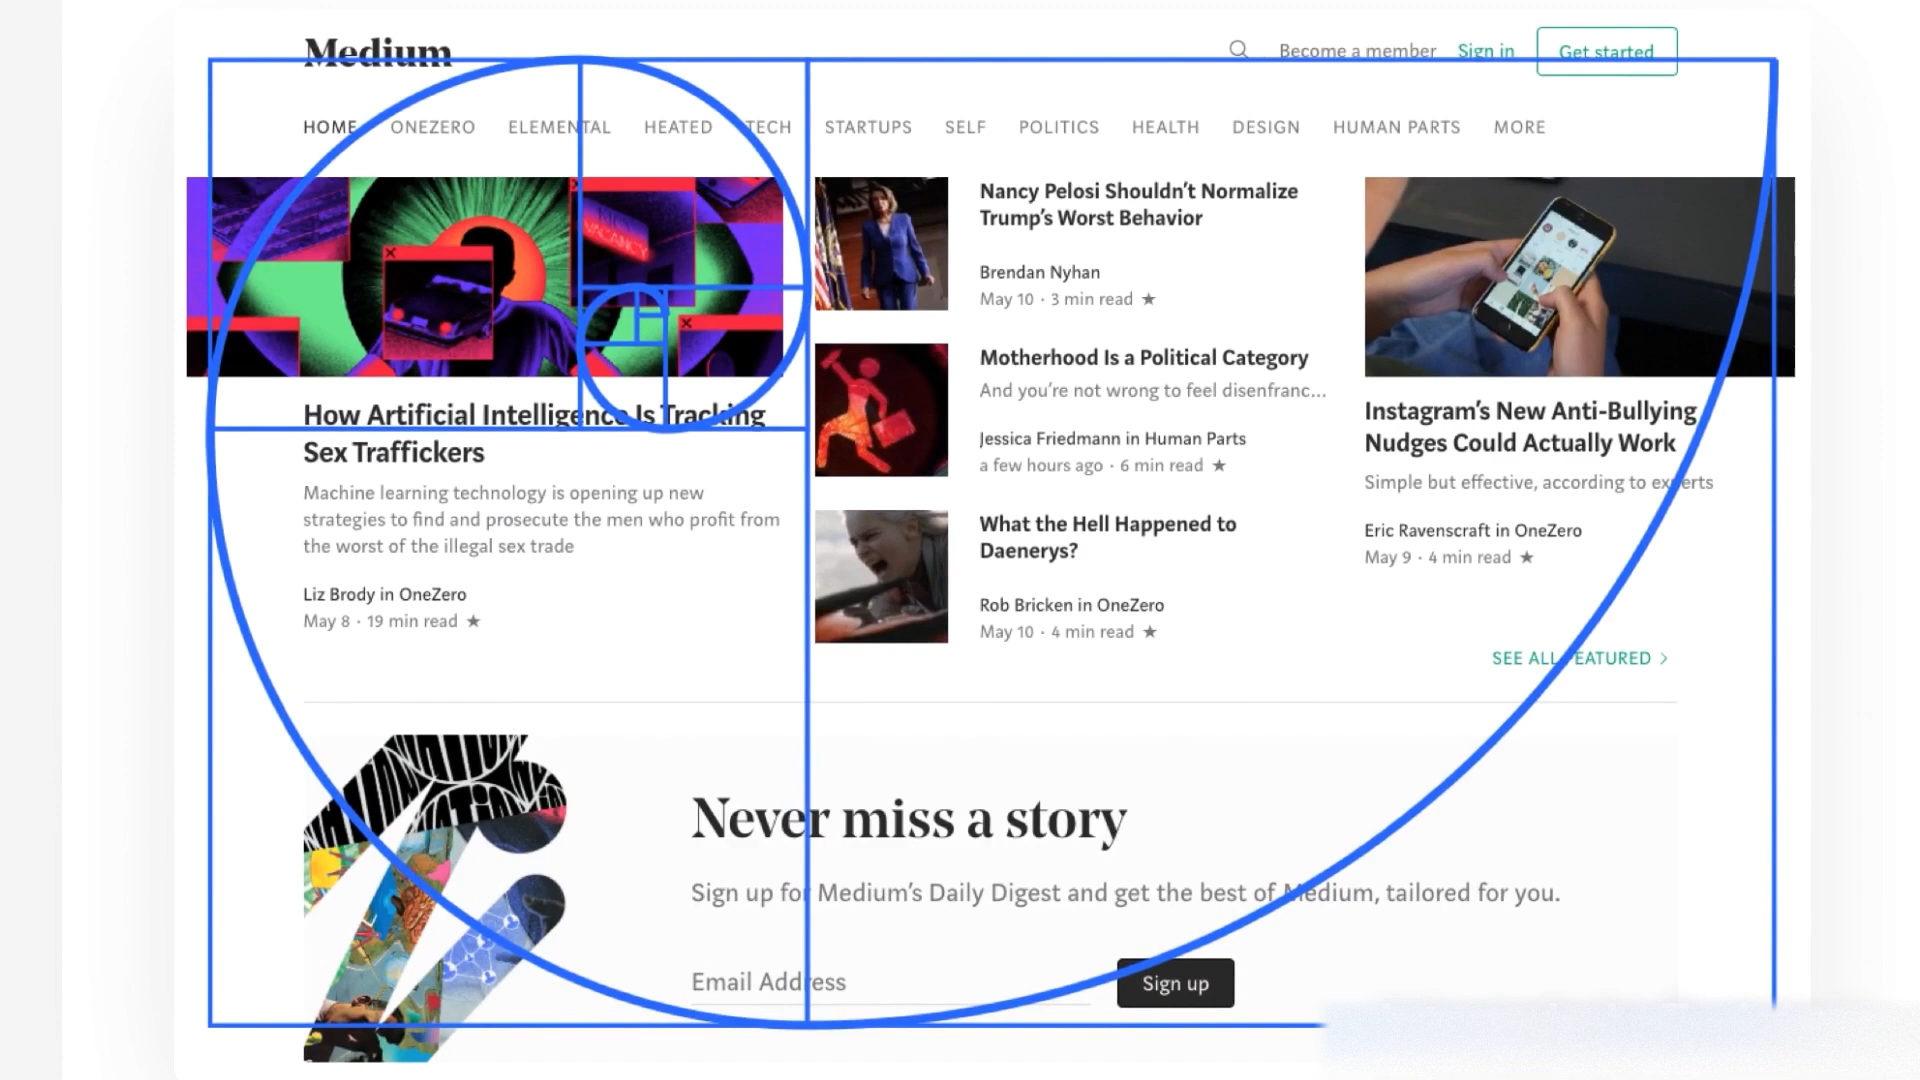 Medium
Become a member
Sign in
Get started
HOME
ONEZERO
ELEMENTAL
HEATED
TECH
STARTUPS
SELF
POLITICS
HEALTH
DESIGN
HUMAN PARTS
MORE
VACANCY
How Artificial Intelligence Is Tracking
Sex Traffickers
Machine learning technology is opening up new
strategies to find and prosecute the men who profit from
the worst of the illegal sex trade
Liz Brody in OneZero
May 8 · 19 min read ★
Nancy Pelosi Shouldn’t Normalize
Trump’s Worst Behavior
Brendan Nyhan
May 10 · 3 min read ★
Motherhood Is a Political Category
And you’re not wrong to feel disenfranc...
Jessica Friedmann in Human Parts
a few hours ago · 6 min read ★
What the Hell Happened to
Daenerys?
Rob Bricken in OneZero
May 10 · 4 min read ★
Instagram’s New Anti-Bullying
Nudges Could Actually Work
Simple but effective, according to experts
Eric Ravenscraft in OneZero
May 9 · 4 min read ★
SEE ALL FEATURED >
Never miss a story
Sign up for Medium’s Daily Digest and get the best of Medium, tailored for you.
Email Address
Sign up